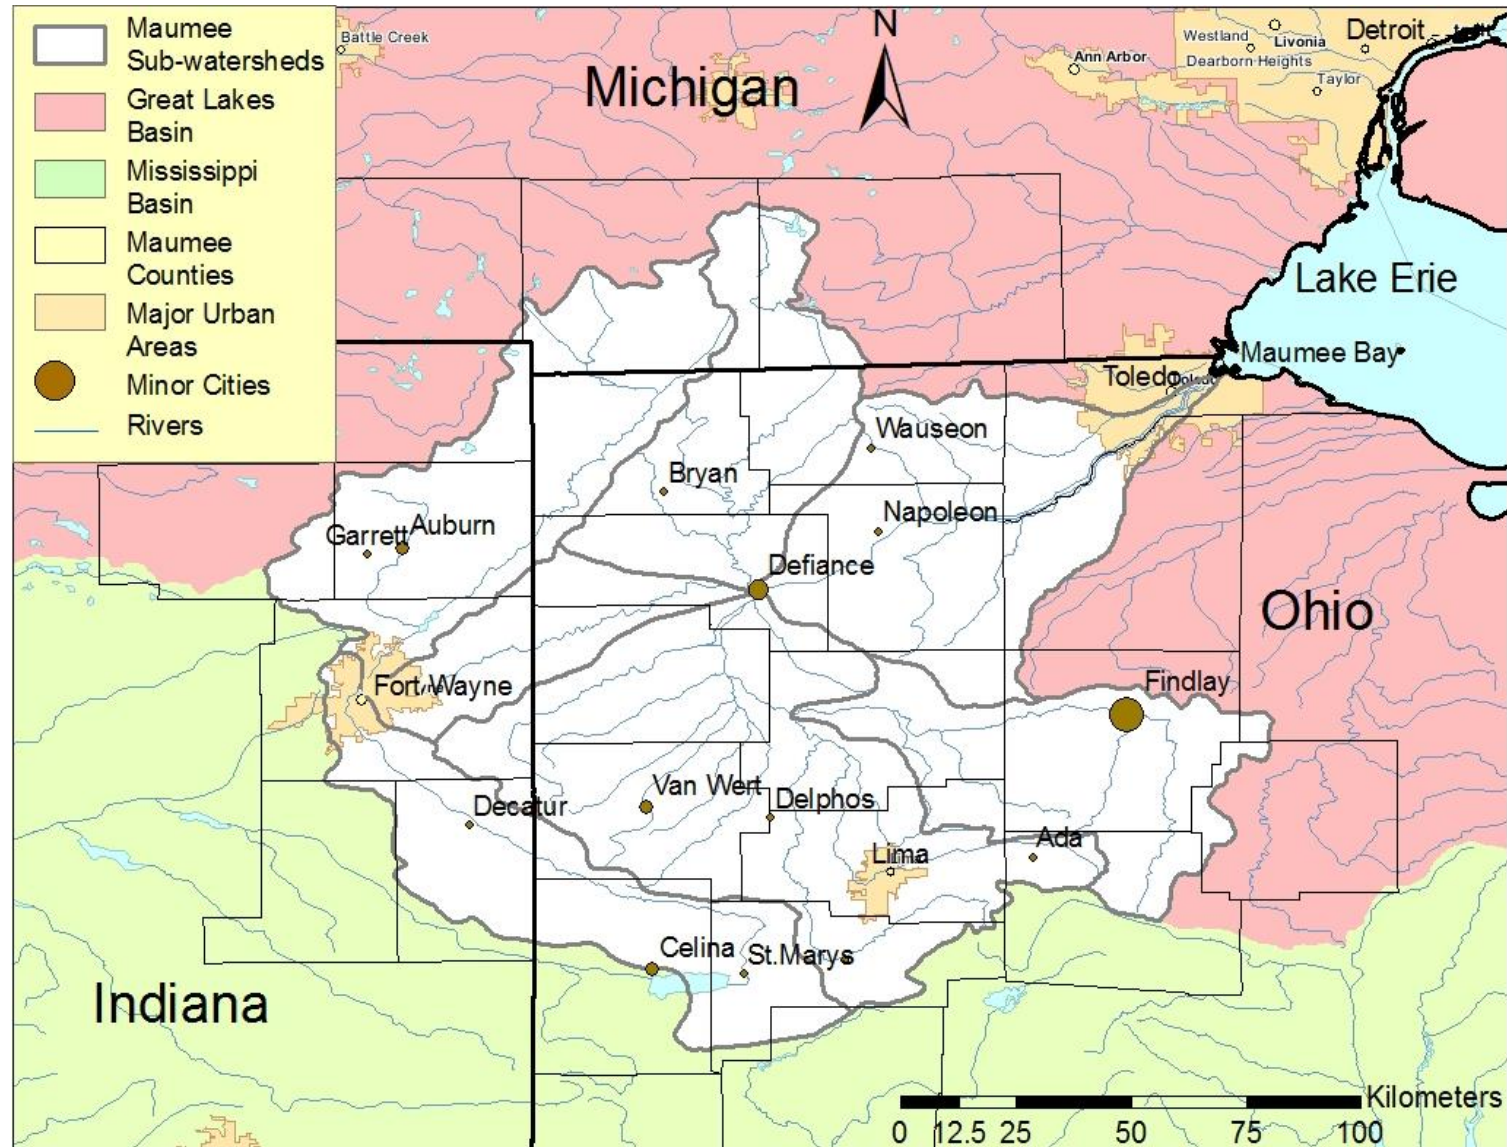 Maumee
Sub-watersheds
Great Lakes
Basin
Mississippi
Basin
Maumee
Counties
Major Urban
Areas
Minor Cities
Rivers
N
Battle Creek
Michigan
Ann Arbor
Westland
Livonia
Detroit
Dearborn Heights
Taylor
Lake Erie
Maumee Bay
Toledo
Wauseon
Bryan
Napoleon
Garrett
Auburn
Defiance
Ohio
Fort Wayne
Findlay
Van Wert
Delphos
Decatur
Ada
Lima
Celina
St.Marys
Indiana
Kilometers
0 12.5 25 50 75 100